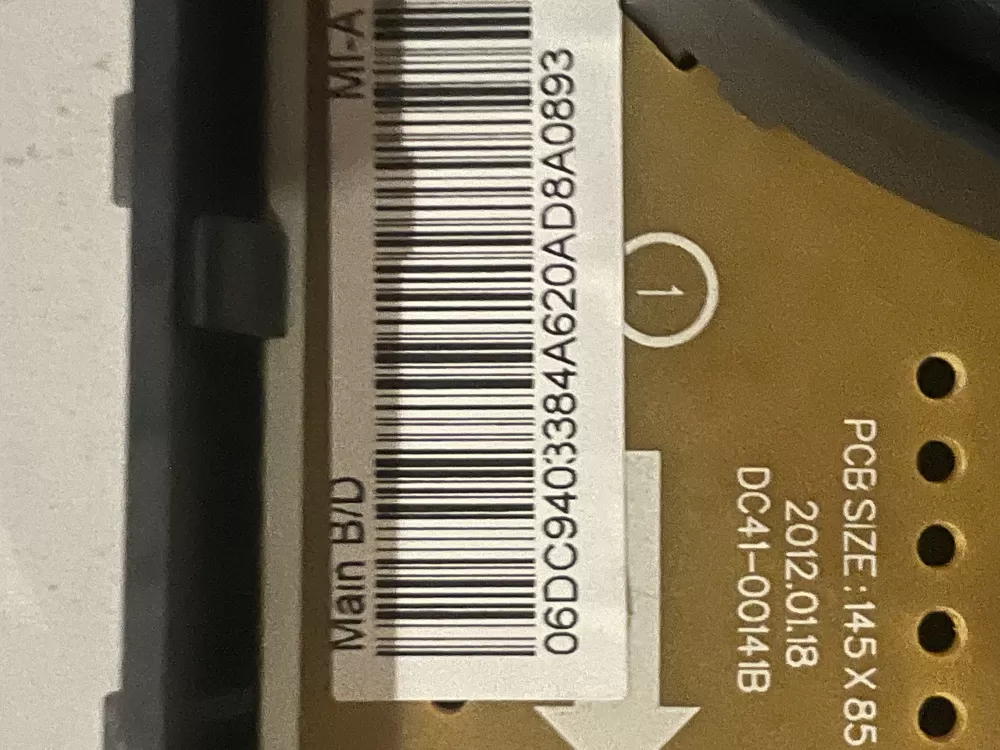 Main B/D MI-A
06DC9403384A620AD8A0893
1
DC41-00141B
2012.01.18
PCB SIZE : 145 X 85